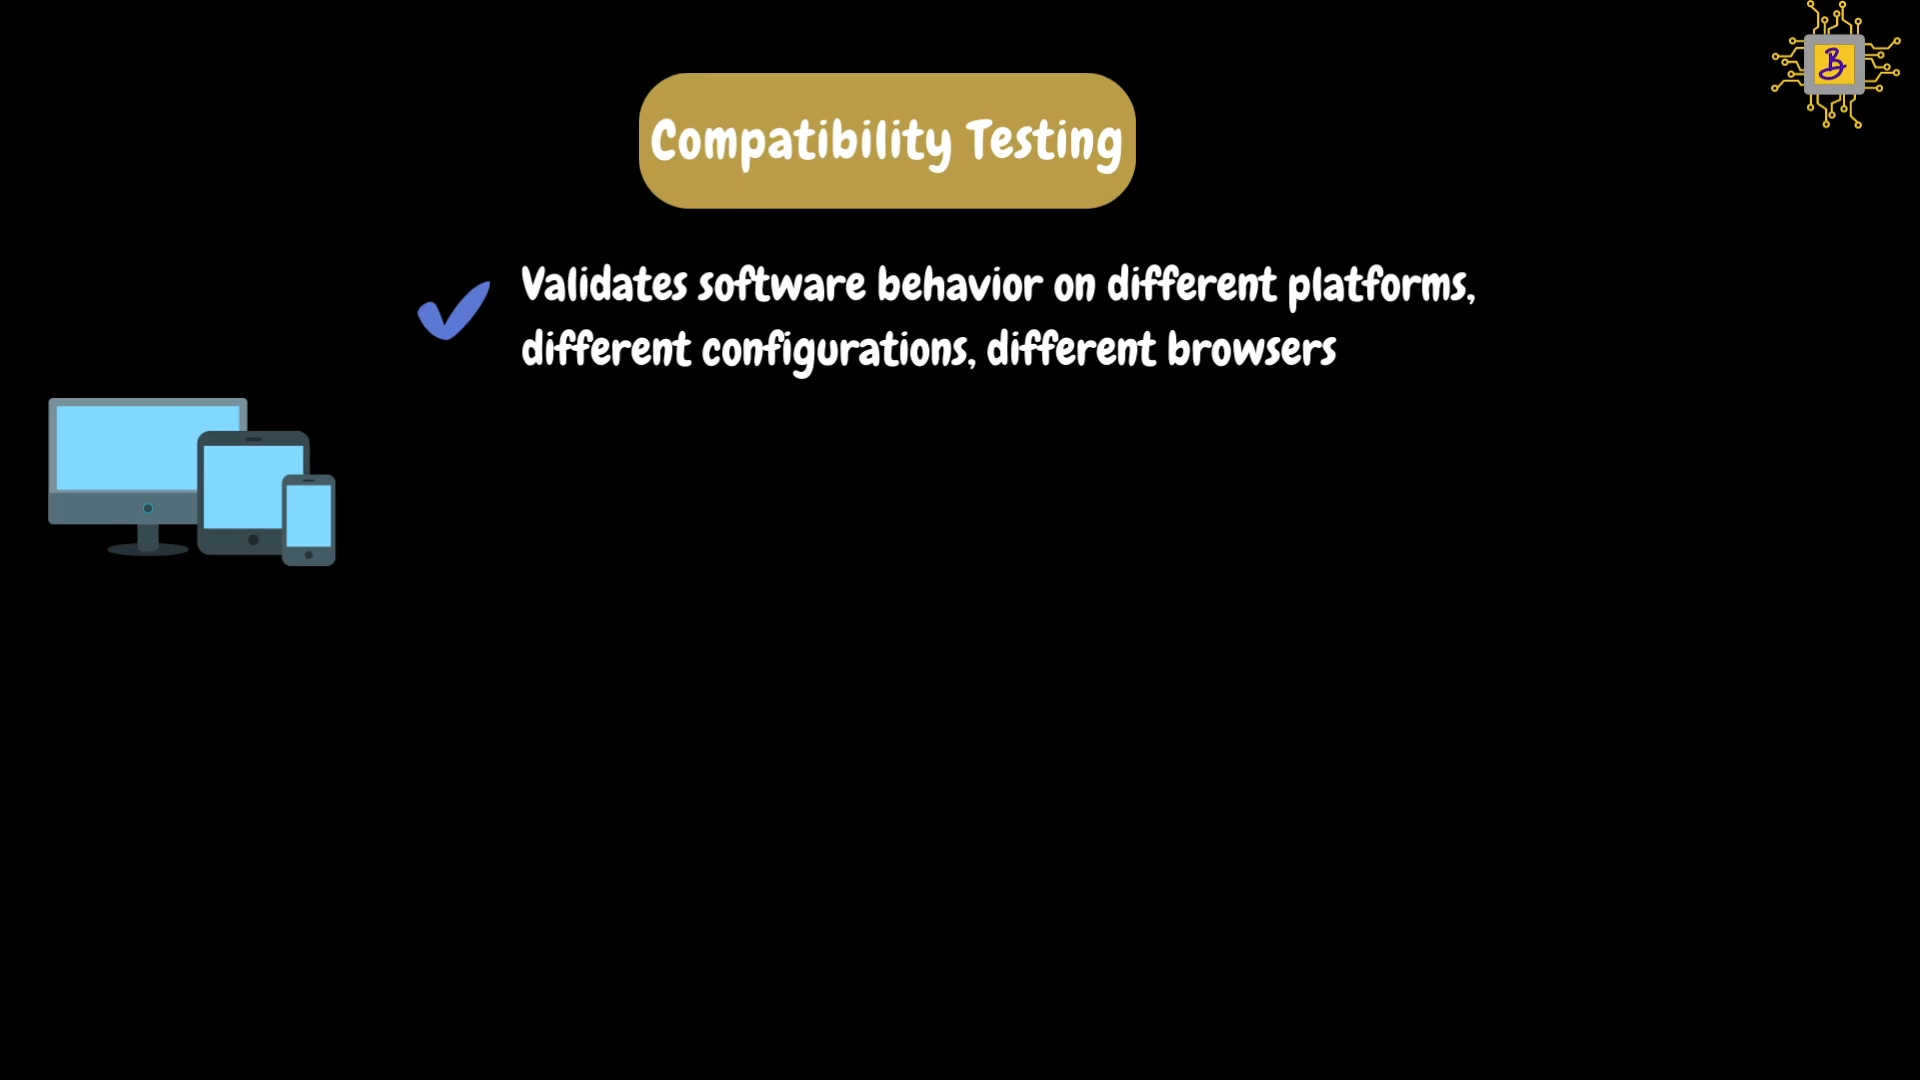 B
Compatibility Testing
Validates software behavior on different platforms,
different configurations, different browsers